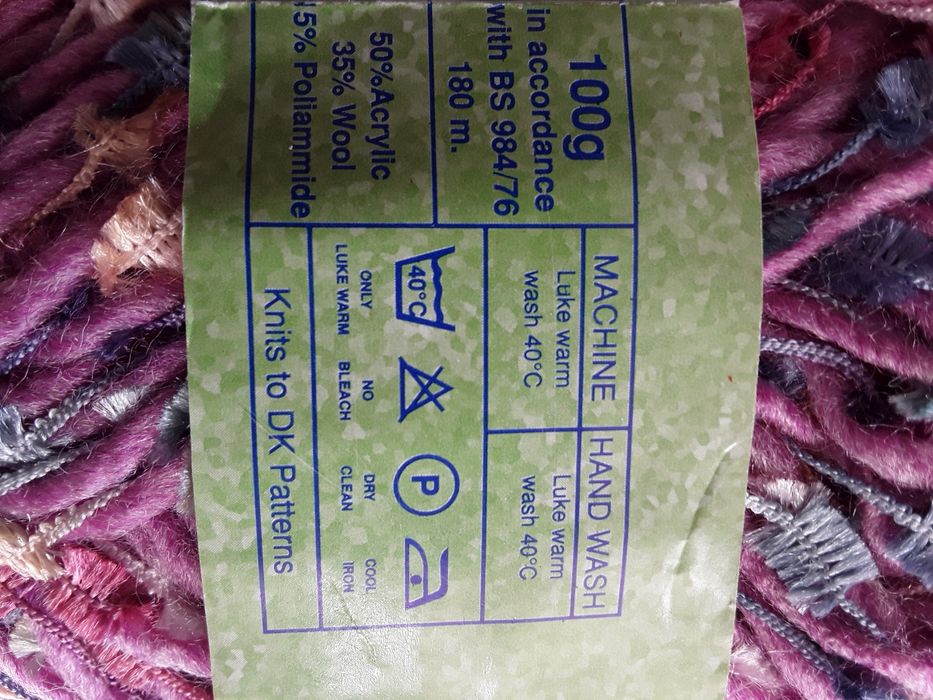 100g
in accordance
with BS 984/76
180 m.
50%Acrylic
35% Wool
15% Poliammide
MACHINE
Luke warm
wash 40°C
HAND WASH
Luke warm
wash 40°C
40°C
P
ONLY
LUKE WARM
NO
BLEACH
DRY
CLEAN
COOL
IRON
Knits to DK Patterns